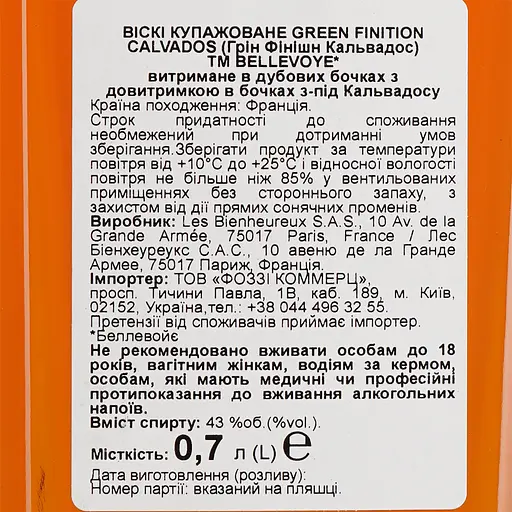 ВІСКІ КУПАЖОВАНЕ GREEN FINITION
CALVADOS (Грін Фінішн Кальвадос)
ТМ BELLEVOYE*
витримане в дубових бочках з
довитримкою в бочках з-під Кальвадосу
Країна походження: Франція.
Строк придатності до споживання
необмежений при дотриманні умов
зберігання.Зберігати продукт за температури
повітря від +10°С до +25°С і відносної вологості
повітря не більше ніж 85% у вентильованих
приміщеннях без стороннього запаху, з
захистом від дії прямих сонячних променів.
Виробник: Les Bienheureux S.A.S., 10 Av. de la
Grande Armée, 75017 Paris, France / Лес
Бієнхеуреукс С.А.С., 10 авеню де ла Гранде
Армее, 75017 Париж, Франція.
Імпортер: ТОВ «ФОЗЗІ КОММЕРЦ»,
просп. Тичини Павла, 1В, каб. 189, м. Київ,
02152, Україна,тел.:+38 044 496 32 55.
Претензії від споживачів приймає імпортер.
*Беллевойє
Не рекомендовано вживати особам до 18
років, вагітним жінкам, водіям за кермом,
особам, які мають медичні чи професійні
протипоказання до вживання алкогольних
напоїв.
Вміст спирту: 43 %об.(%vol.).
Місткість: 0,7 л (L) ℮
Дата виготовлення (розливу):
Номер партії: вказаний на пляшці.